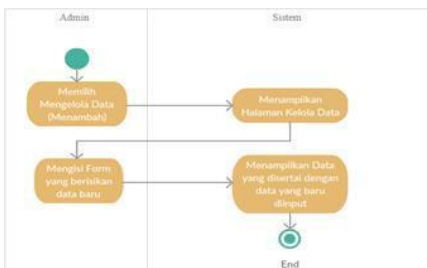 Admin
Sistem
Memilih
Mengelola Data
(Menambah)
Menampilkan
Halaman Kelola Data
Mengisi Form
yang berisikan
data baru
Menampilkan Data
yang disertai dengan
data yang baru
diinput
End